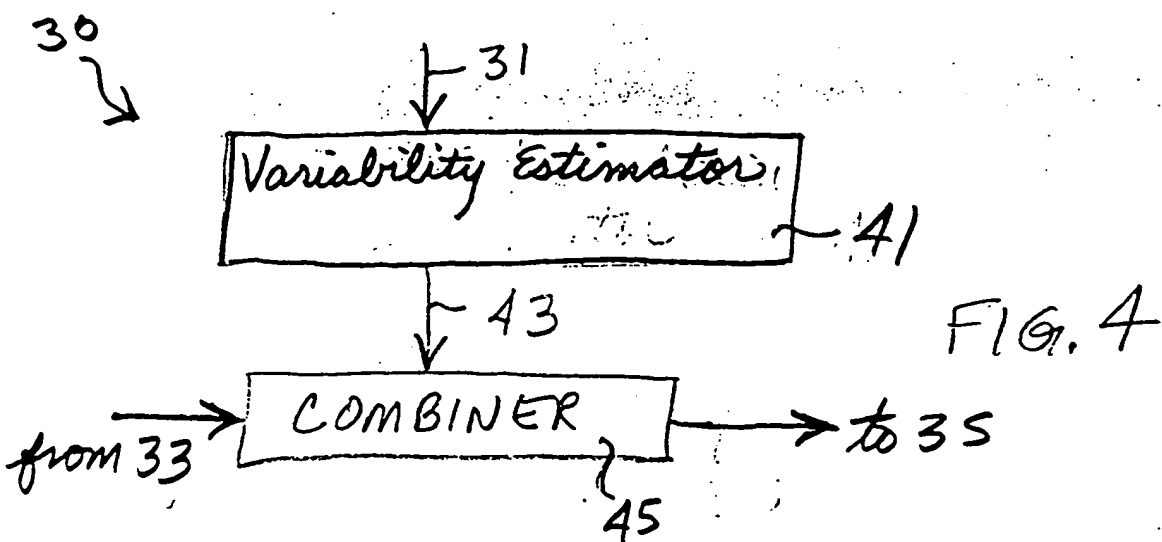 30
31
Variability Estimator
41
43
FIG. 4
COMBINER
from 33
to 35
45